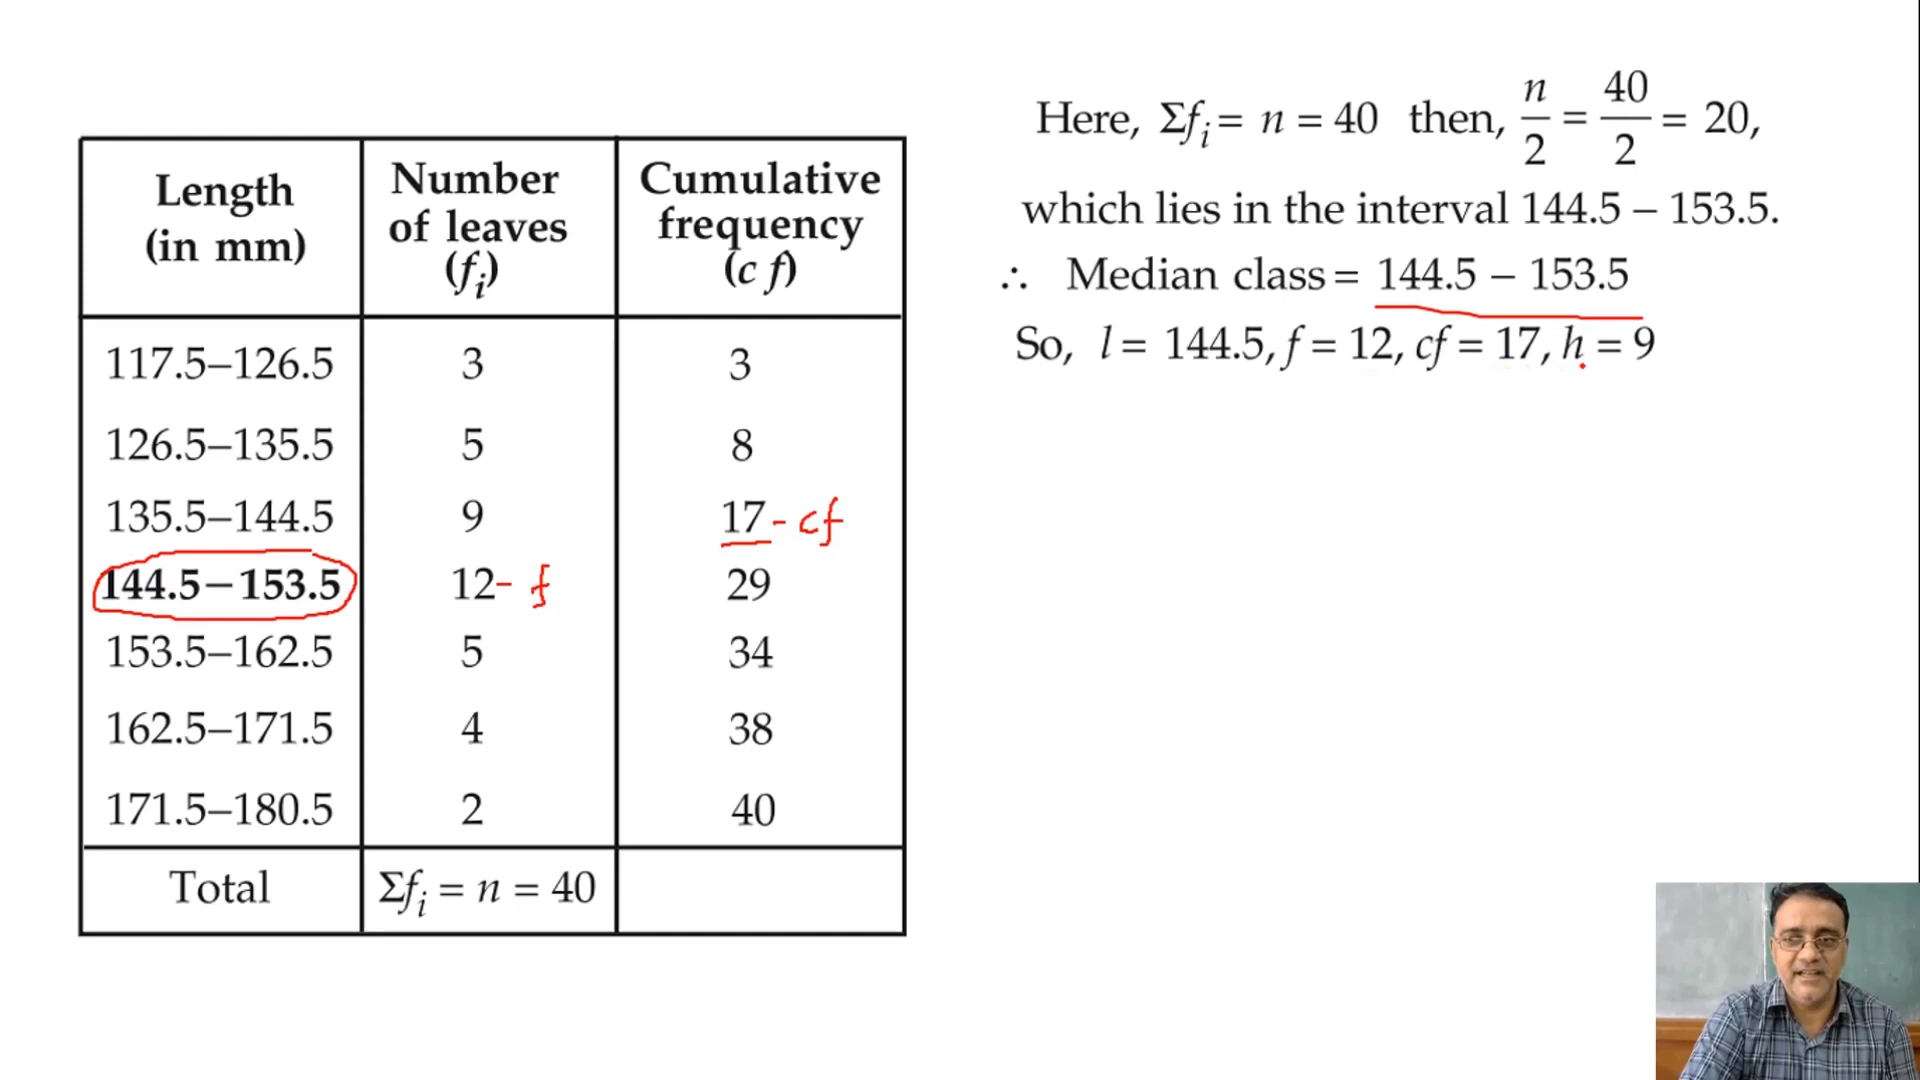 Length (in mm) | Number of leaves (fᵢ) | Cumulative frequency (c f)
117.5–126.5 | 3 | 3
126.5–135.5 | 5 | 8
135.5–144.5 | 9 | 17 - cf
144.5–153.5 | 12 - f | 29
153.5–162.5 | 5 | 34
162.5–171.5 | 4 | 38
171.5–180.5 | 2 | 40
Total | Σfᵢ = n = 40
Here, Σfᵢ = n = 40 then, n/2 = 40/2 = 20,
which lies in the interval 144.5 – 153.5.
∴ Median class = 144.5 – 153.5
So, l = 144.5, f = 12, cf = 17, h = 9